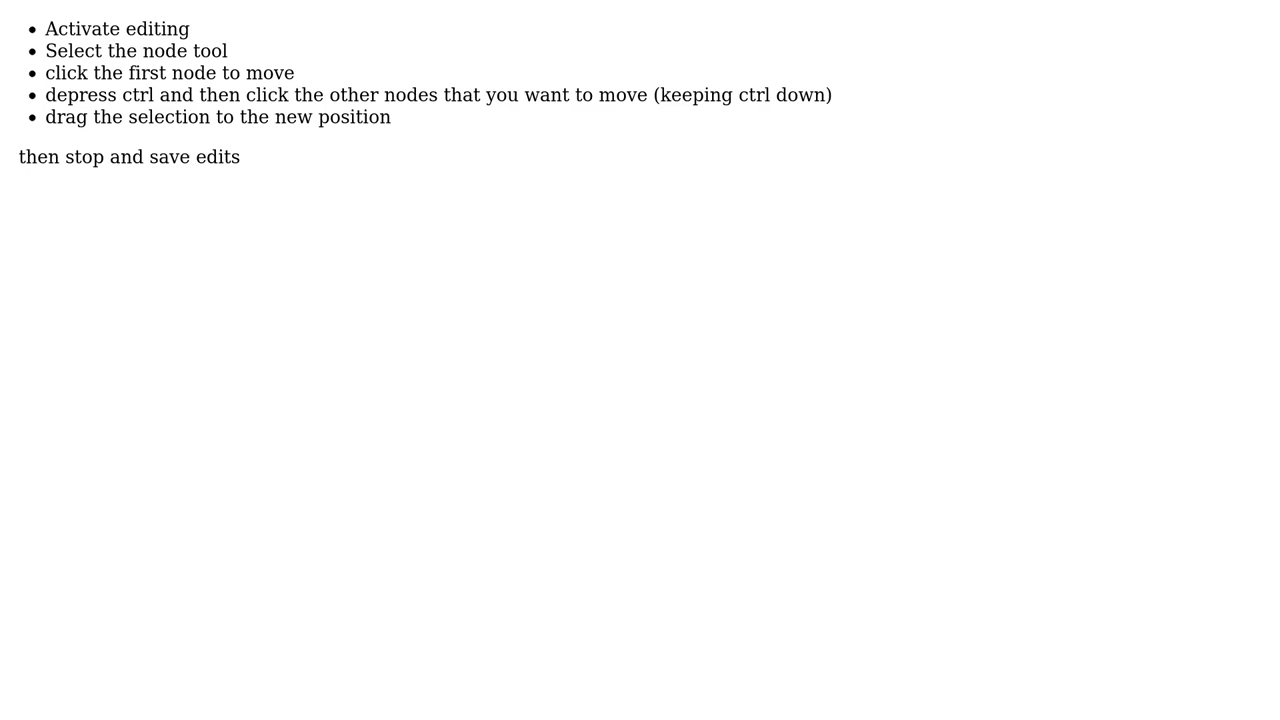 • Activate editing
• Select the node tool
• click the first node to move
• depress ctrl and then click the other nodes that you want to move (keeping ctrl down)
• drag the selection to the new position
then stop and save edits